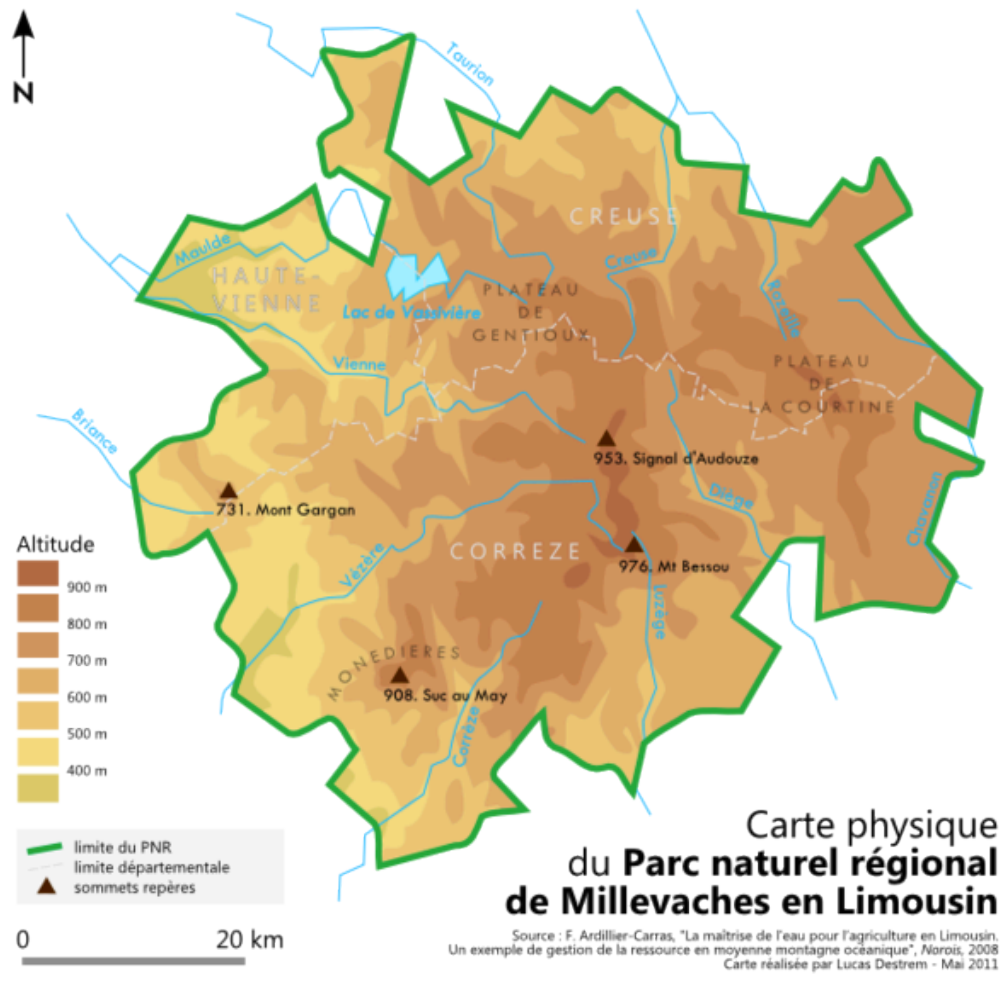 N
Taurion
CREUSE
Maulde
HAUTE-
VIENNE
Creuse
PLATEAU
DE
GENTIOUX
Lac de Vassivière
Rozeille
Vienne
PLATEAU
DE
LA COURTINE
Briance
953. Signal d'Audouze
731. Mont Gargan
Diège
Chavanon
CORREZE
976. Mt Bessou
Vézère
Luzège
MONEDIERES
908. Suc au May
Corrèze
Altitude
900 m
800 m
700 m
600 m
500 m
400 m
limite du PNR
limite départementale
sommets repères
0 20 km
Carte physique
du Parc naturel régional
de Millevaches en Limousin
Source : F. Ardillier-Carras, "La maîtrise de l'eau pour l'agriculture en Limousin.
Un exemple de gestion de la ressource en moyenne montagne océanique", Norois, 2008
Carte réalisée par Lucas Destrem - Mai 2011